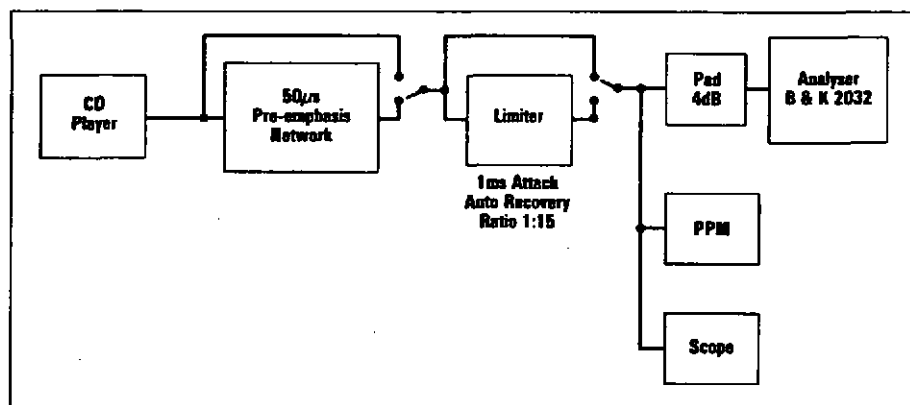 CD
Player
50μs
Pre-emphasis
Network
Limiter
1ms Attack
Auto Recovery
Ratio 1:15
Pad
4dB
Analyser
B & K 2032
PPM
Scope